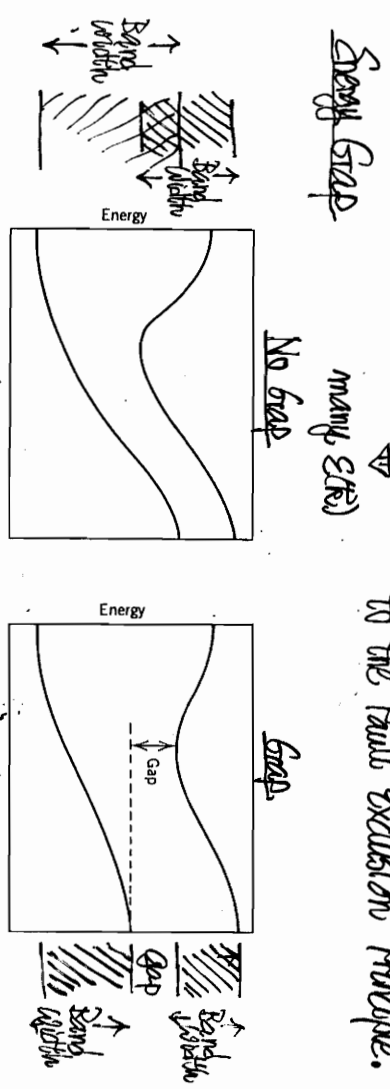 to the Pauli Exclusion Principle.
many E(k)
Energy Gap
No Gap
Gap
Band
Width
Band
Width
Energy
Energy
Gap
Band
Width
Gap
Band
Width